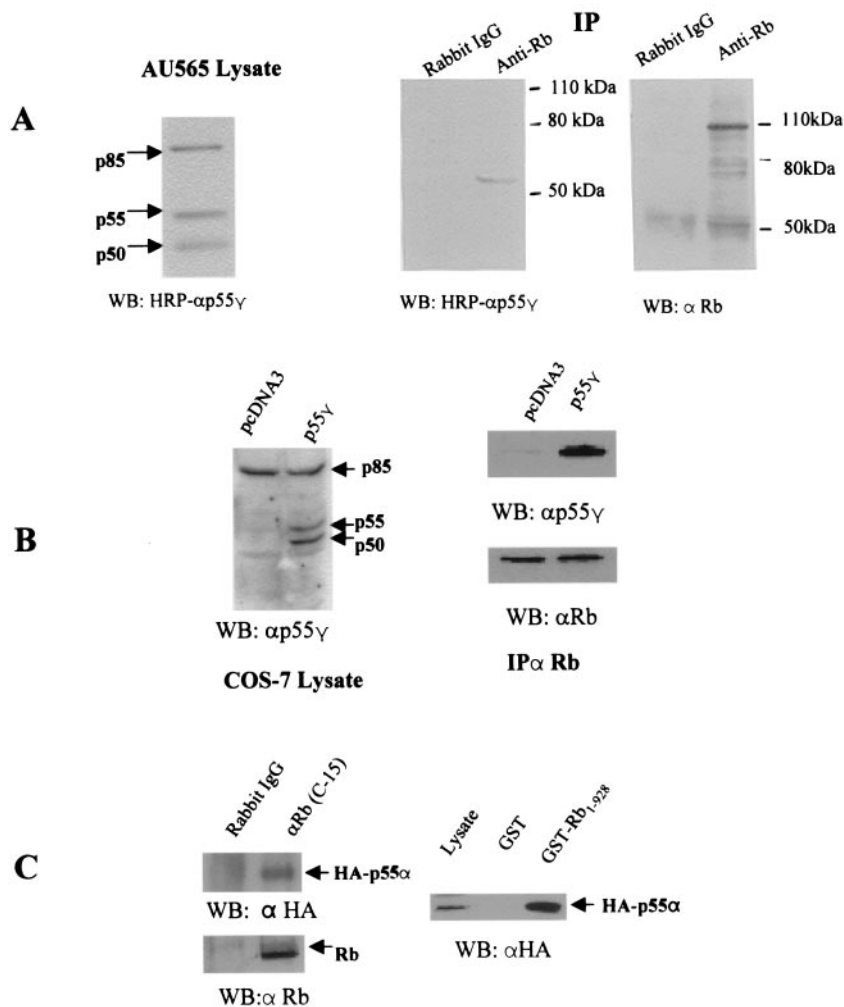 IP
AU565 Lysate
Rabbit IgG
Anti-Rb
Rabbit IgG
Anti-Rb
A
p85
p55
p50
110 kDa
80 kDa
50 kDa
110kDa
80kDa
50kDa
WB: HRP-αp55γ
WB: HRP-αp55γ
WB: α Rb
B
pcDNA3
p55γ
p85
p55
p50
WB: αp55γ
COS-7 Lysate
pcDNA3
p55γ
WB: αp55γ
WB: αRb
IPα Rb
C
Rabbit IgG
αRb (C-15)
HA-p55α
WB: α HA
Rb
WB:α Rb
Lysate
GST
GST-Rb1-928
HA-p55α
WB: αHA